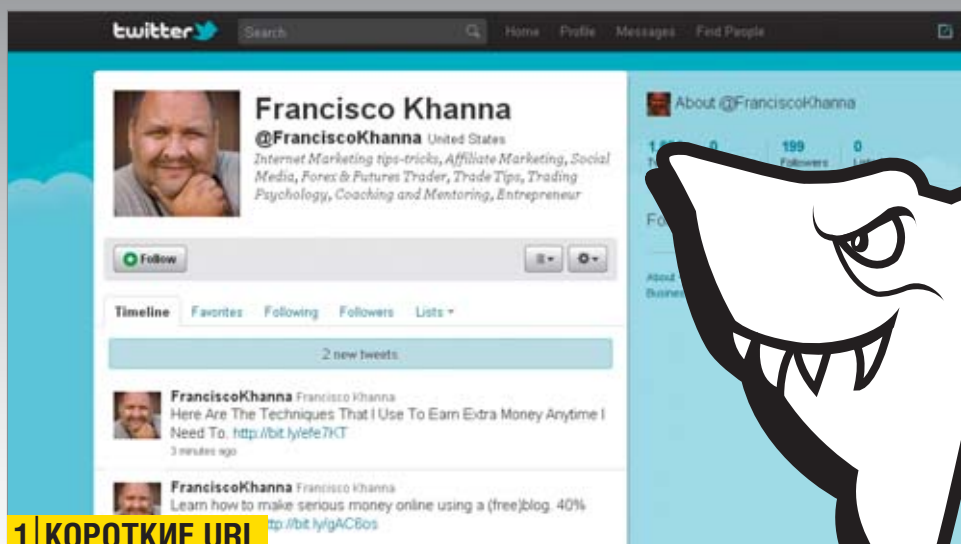 twitter
Search
Home Profile Messages Find People
Francisco Khanna
@FranciscoKhanna United States
Internet Marketing tips-tricks, Affiliate Marketing, Social
Media, Forex & Futures Trader, Trade Tips, Trading
Psychology, Coaching and Mentoring, Entrepreneur
Follow
Timeline Favorites Following Followers Lists
2 new tweets
FranciscoKhanna Francisco Khanna
Here Are The Techniques That I Use To Earn Extra Money Anytime I
Need To. http://bit.ly/efe7KT
3 minutes ago
FranciscoKhanna Francisco Khanna
Learn how to make serious money online using a (free)blog. 40%
http://bit.ly/gAC6os
About @FranciscoKhanna
0 199 0
Followers
About
1 КОРОТКИЕ URL